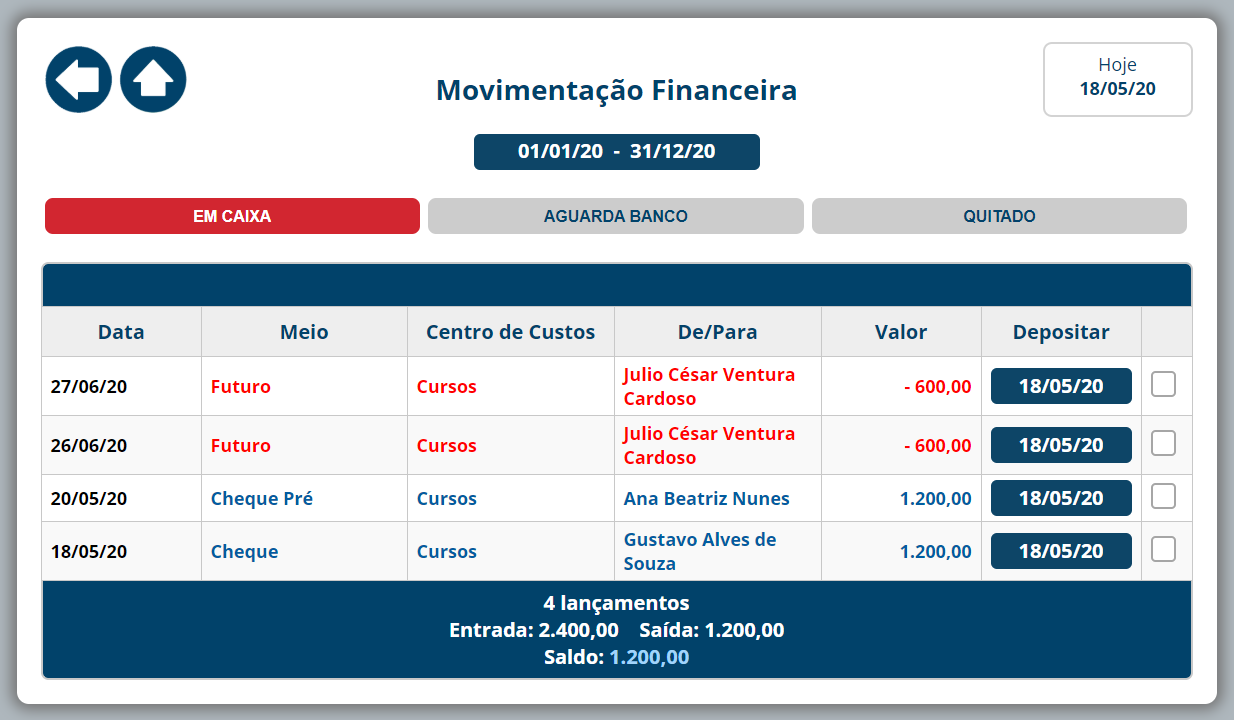 Hoje
18/05/20
Movimentação Financeira
01/01/20 - 31/12/20
EM CAIXA AGUARDA BANCO QUITADO
Data Meio Centro de Custos De/Para Valor Depositar
27/06/20 Futuro Cursos Julio César Ventura Cardoso - 600,00 18/05/20
26/06/20 Futuro Cursos Julio César Ventura Cardoso - 600,00 18/05/20
20/05/20 Cheque Pré Cursos Ana Beatriz Nunes 1.200,00 18/05/20
18/05/20 Cheque Cursos Gustavo Alves de Souza 1.200,00 18/05/20
4 lançamentos
Entrada: 2.400,00 Saída: 1.200,00
Saldo: 1.200,00